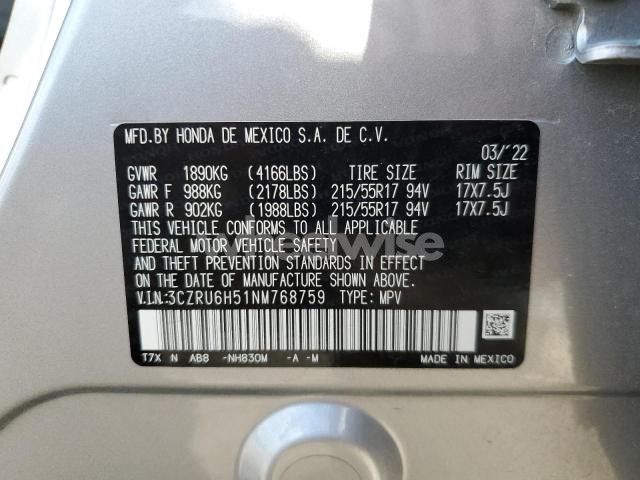 MFD.BY HONDA DE MEXICO S.A. DE C.V.
03/'22
GVWR 1890KG (4166LBS) TIRE SIZE RIM SIZE
GAWR F 988KG (2178LBS) 215/55R17 94V 17X7.5J
GAWR R 902KG (1988LBS) 215/55R17 94V 17X7.5J
THIS VEHICLE CONFORMS TO ALL APPLICABLE
FEDERAL MOTOR VEHICLE SAFETY
AND THEFT PREVENTION STANDARDS IN EFFECT
ON THE DATE OF MANUFACTURE SHOWN ABOVE.
V.I.N.:3CZRU6H51NM768759 TYPE: MPV
T7X N AB8 -NH830M -A -M MADE IN MEXICO